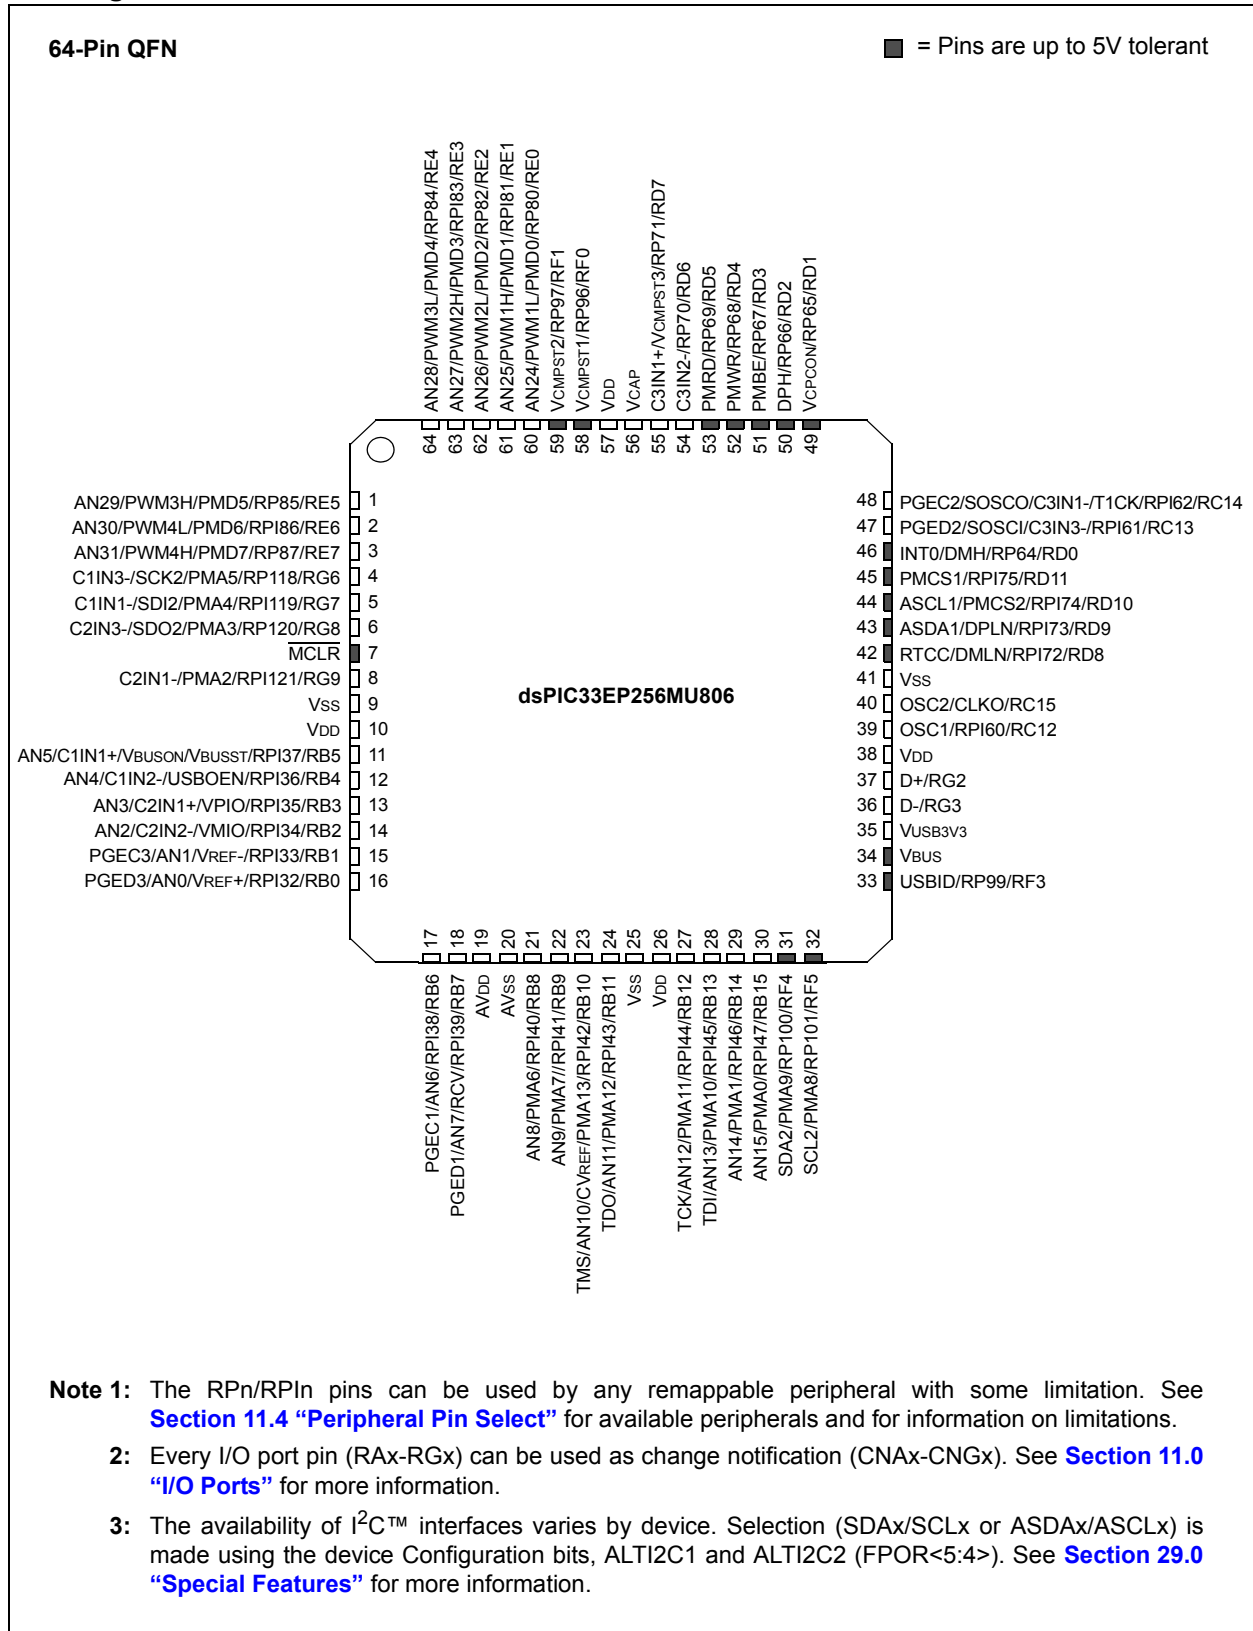 64-Pin QFN
= Pins are up to 5V tolerant
AN28/PWM3L/PMD4/RP84/RE4
AN27/PWM2H/PMD3/RPI83/RE3
AN26/PWM2L/PMD2/RP82/RE2
AN25/PWM1H/PMD1/RPI81/RE1
AN24/PWM1L/PMD0/RP80/RE0
VCMPST2/RP97/RF1
VCMPST1/RP96/RF0
VDD
VCAP
C3IN1+/VCMPST3/RP71/RD7
C3IN2-/RP70/RD6
PMRD/RP69/RD5
PMWR/RP68/RD4
PMBE/RP67/RD3
DPH/RP66/RD2
VCPCON/RP65/RD1
64 63 62 61 60 59 58 57 56 55 54 53 52 51 50 49
AN29/PWM3H/PMD5/RP85/RE5 1
AN30/PWM4L/PMD6/RPI86/RE6 2
AN31/PWM4H/PMD7/RP87/RE7 3
C1IN3-/SCK2/PMA5/RP118/RG6 4
C1IN1-/SDI2/PMA4/RPI119/RG7 5
C2IN3-/SDO2/PMA3/RP120/RG8 6
MCLR 7
C2IN1-/PMA2/RPI121/RG9 8
VSS 9
VDD 10
AN5/C1IN1+/VBUSON/VBUSST/RPI37/RB5 11
AN4/C1IN2-/USBOEN/RPI36/RB4 12
AN3/C2IN1+/VPIO/RPI35/RB3 13
AN2/C2IN2-/VMIO/RPI34/RB2 14
PGEC3/AN1/VREF-/RPI33/RB1 15
PGED3/AN0/VREF+/RPI32/RB0 16
dsPIC33EP256MU806
48 PGEC2/SOSCO/C3IN1-/T1CK/RPI62/RC14
47 PGED2/SOSCI/C3IN3-/RPI61/RC13
46 INT0/DMH/RP64/RD0
45 PMCS1/RPI75/RD11
44 ASCL1/PMCS2/RPI74/RD10
43 ASDA1/DPLN/RPI73/RD9
42 RTCC/DMLN/RPI72/RD8
41 VSS
40 OSC2/CLKO/RC15
39 OSC1/RPI60/RC12
38 VDD
37 D+/RG2
36 D-/RG3
35 VUSB3V3
34 VBUS
33 USBID/RP99/RF3
17 18 19 20 21 22 23 24 25 26 27 28 29 30 31 32
PGEC1/AN6/RPI38/RB6
PGED1/AN7/RCV/RPI39/RB7
AVDD
AVSS
AN8/PMA6/RPI40/RB8
AN9/PMA7//RPI41/RB9
TMS/AN10/CVREF/PMA13/RPI42/RB10
TDO/AN11/PMA12/RPI43/RB11
VSS
VDD
TCK/AN12/PMA11/RPI44/RB12
TDI/AN13/PMA10/RPI45/RB13
AN14/PMA1/RPI46/RB14
AN15/PMA0/RPI47/RB15
SDA2/PMA9/RP100/RF4
SCL2/PMA8/RP101/RF5
Note 1: The RPn/RPIn pins can be used by any remappable peripheral with some limitation. See
Section 11.4 “Peripheral Pin Select” for available peripherals and for information on limitations.
2: Every I/O port pin (RAx-RGx) can be used as change notification (CNAx-CNGx). See Section 11.0
“I/O Ports” for more information.
3: The availability of I2C™ interfaces varies by device. Selection (SDAx/SCLx or ASDAx/ASCLx) is
made using the device Configuration bits, ALTI2C1 and ALTI2C2 (FPOR<5:4>). See Section 29.0
“Special Features” for more information.